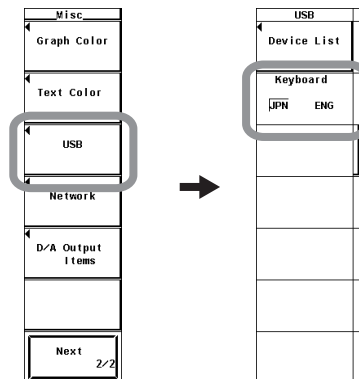 Misc
Graph Color
Text Color
USB
Network
D/A Output
Items
Next
2/2
USB
Device List
Keyboard
JPN ENG